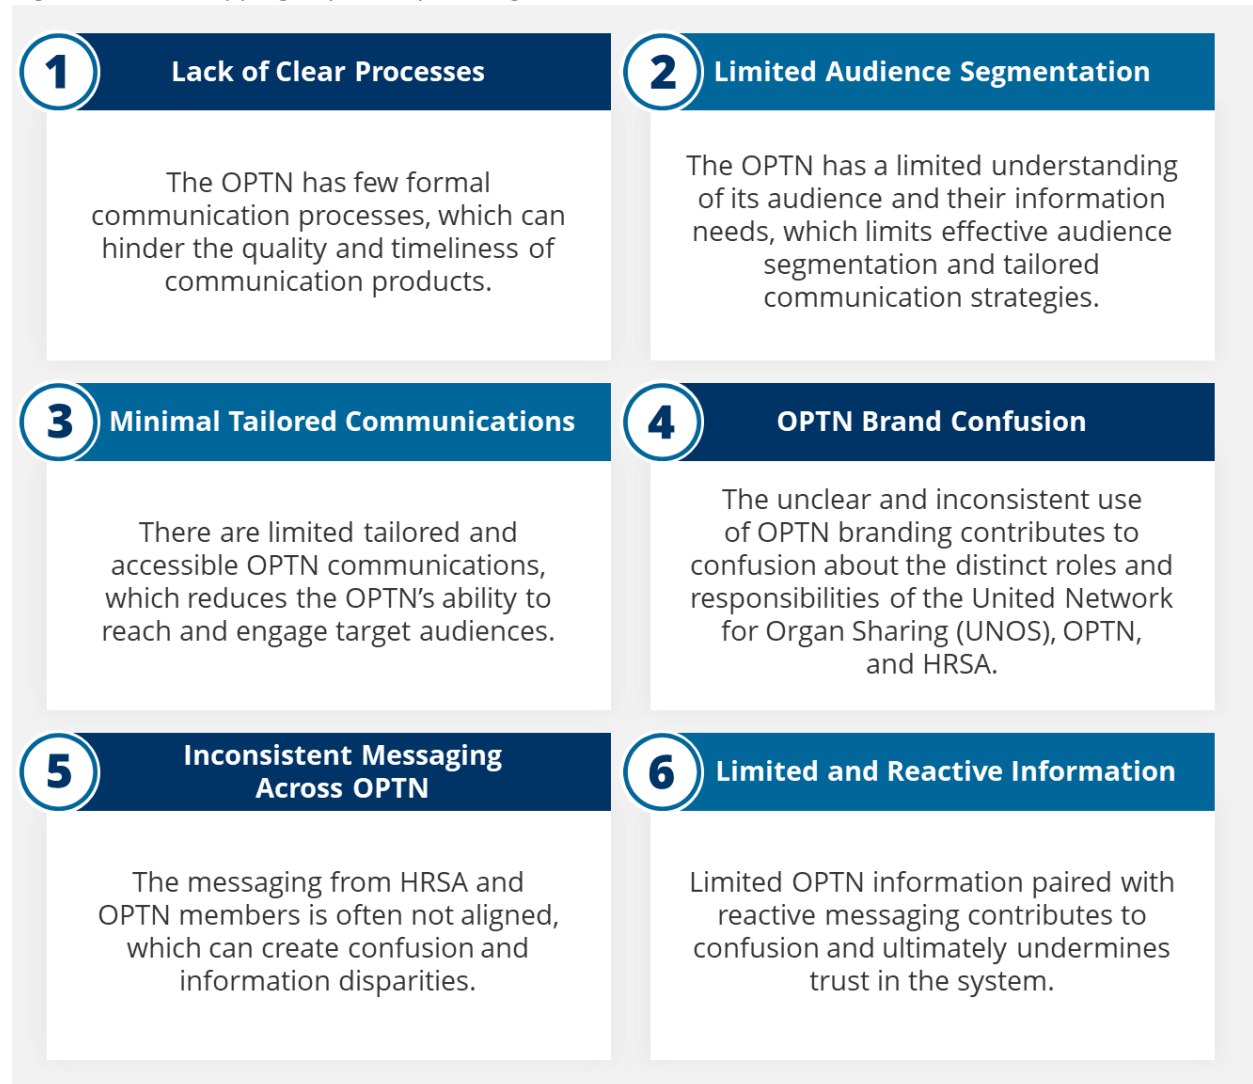 1
Lack of Clear Processes
The OPTN has few formal
communication processes, which can
hinder the quality and timeliness of
communication products.
2
Limited Audience Segmentation
The OPTN has a limited understanding
of its audience and their information
needs, which limits effective audience
segmentation and tailored
communication strategies.
3
Minimal Tailored Communications
There are limited tailored and
accessible OPTN communications,
which reduces the OPTN’s ability to
reach and engage target audiences.
4
OPTN Brand Confusion
The unclear and inconsistent use
of OPTN branding contributes to
confusion about the distinct roles and
responsibilities of the United Network
for Organ Sharing (UNOS), OPTN,
and HRSA.
5
Inconsistent Messaging
Across OPTN
The messaging from HRSA and
OPTN members is often not aligned,
which can create confusion and
information disparities.
6
Limited and Reactive Information
Limited OPTN information paired with
reactive messaging contributes to
confusion and ultimately undermines
trust in the system.